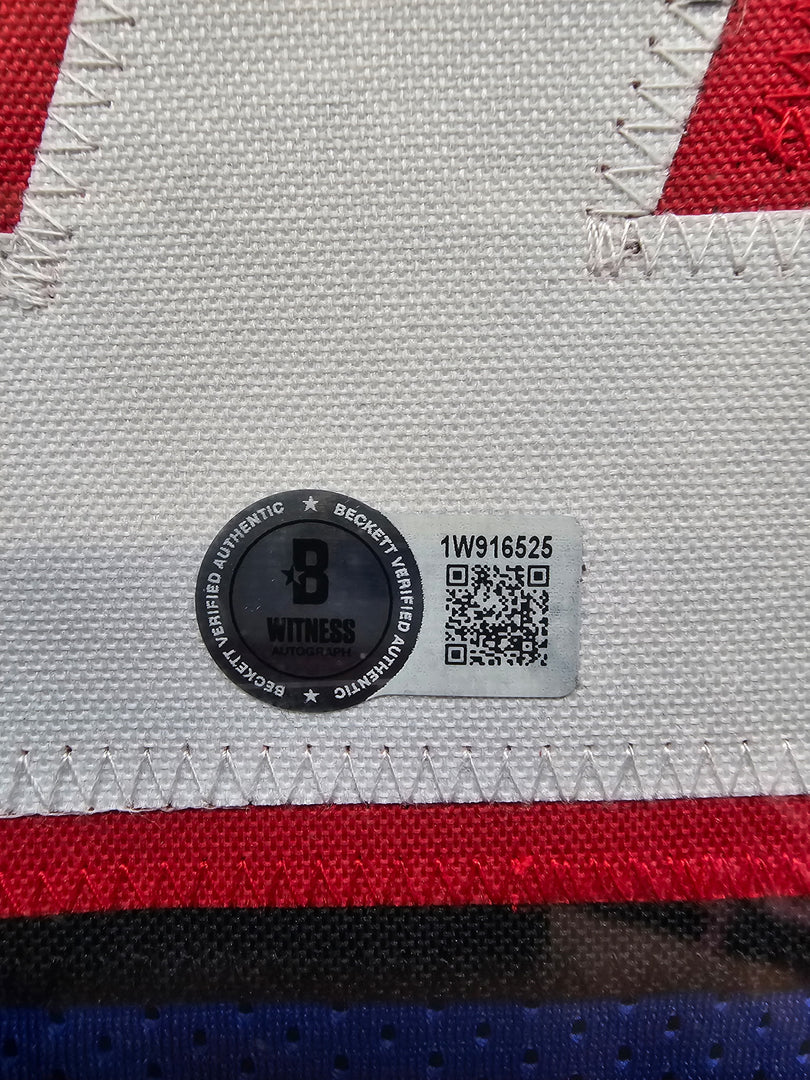 BECKETT VERIFIED AUTHENTIC ★ BECKETT VERIFIED AUTHENTIC ★
B
WITNESS
AUTOGRAPH
1W916525